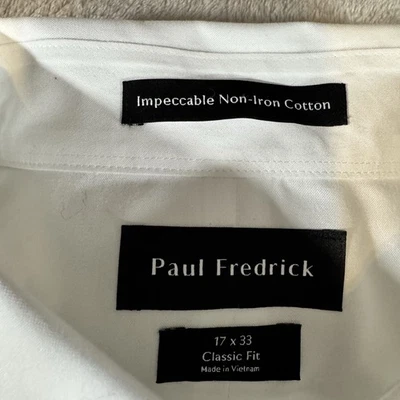 Impeccable Non-Iron Cotton
Paul Fredrick
17 x 33
Classic Fit
Made in Vietnam